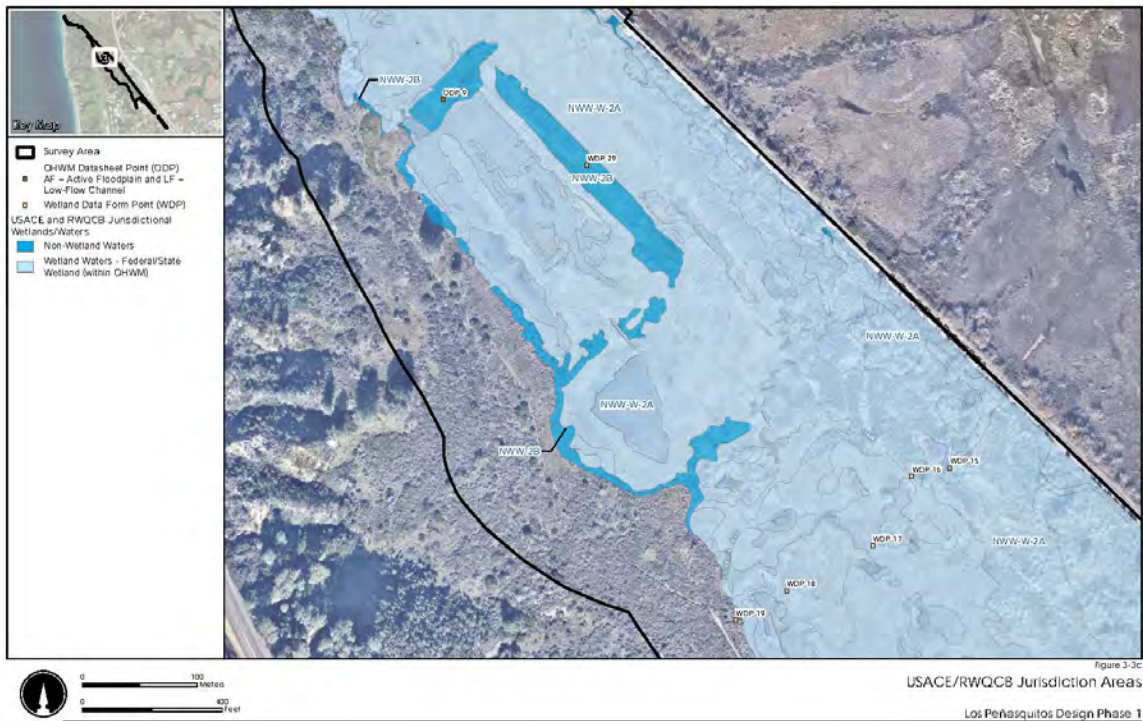 Key Map
Survey Area
OHWM Datasheet Point (ODP)
AF = Active Floodplain and LF =
Low-Flow Channel
Wetland Data Form Point (WDP)
USACE and RWQCB Jurisdictional
Wetlands/Waters
Non-Wetland Waters
Wetland Waters - Federal/State
Wetland (within OHWM)
NWW-2B
ODP 9
NWW-W-2A
WDP 29
NWW-2B
NWW-W-2A
NWW-W-2A
NWW-2B
WDP 15
WDP 16
WDP 17
NWW-W-2A
WDP 18
WDP 19
0 100
Meters
0 400
Feet
Figure 3-3c
USACE/RWQCB Jurisdiction Areas
Los Peñasquitos Design Phase 1